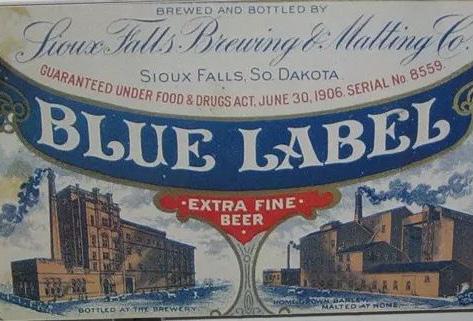 BREWED AND BOTTLED BY
Sioux Falls Brewing & Malting Co
SIOUX FALLS, SO. DAKOTA.
GUARANTEED UNDER FOOD & DRUGS ACT, JUNE 30, 1906. SERIAL No. 8559.
BLUE LABEL
EXTRA FINE
BEER
BOTTLED AT THE BREWERY.
HOME GROWN BARLEY
MALTED AT HOME.